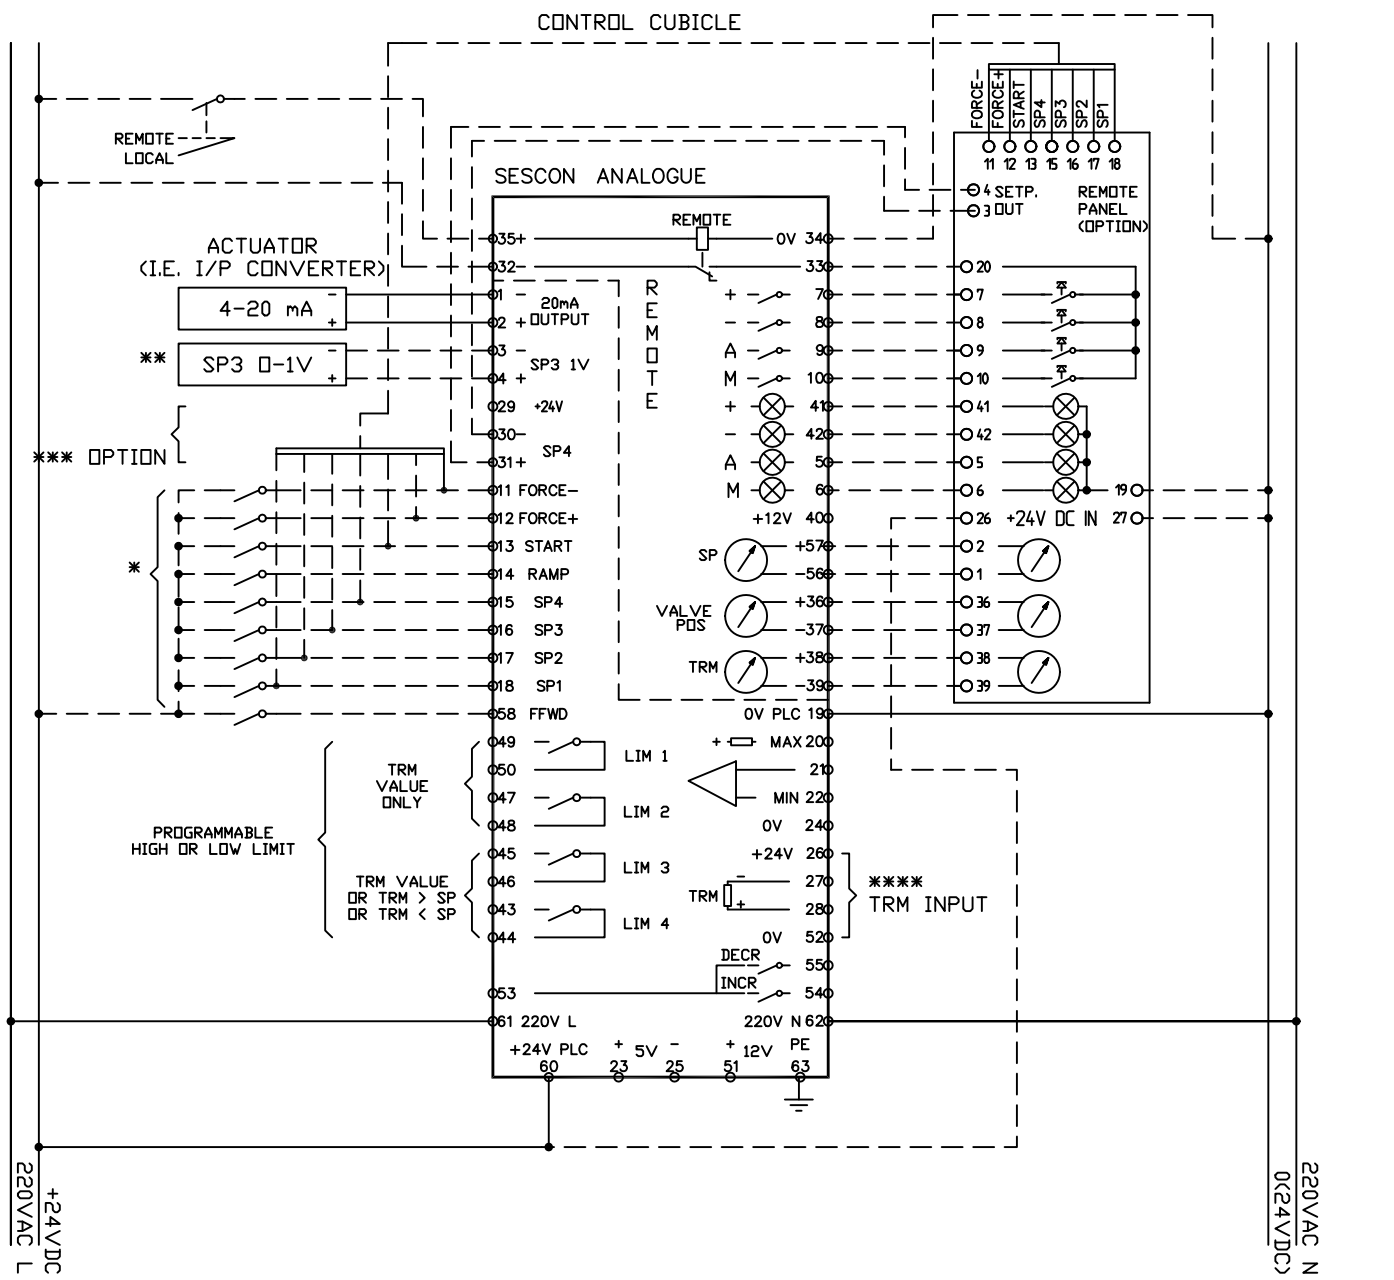 CONTROL CUBICLE
FORCE-
FORCE+
START
SP4
SP3
SP2
SP1
11 12 13 15 16 17 18
REMOTE
LOCAL
4 SETP.
3 OUT
REMOTE
PANEL
(OPTION)
SESCON ANALOGUE
REMOTE
35 +
0V 34
32
33
ACTUATOR
(I.E. I/P CONVERTER)
4-20 mA
-
+
** SP3 0-1V
-
+
*** OPTION
*
1 -
20mA
OUTPUT
2 +
3 -
SP3 1V
4 +
29 +24V
30 -
SP4
31 +
11 FORCE-
12 FORCE+
13 START
14 RAMP
15 SP4
16 SP3
17 SP2
18 SP1
58 FFWD
REMOTE
+ 7
- 8
A 9
M 10
+ 41
- 42
A 5
M 6
+12V 40
SP
+57
-56
VALVE
POS
+36
-37
TRM
+38
-39
0V PLC 19
20
7
8
9
10
41
42
5
6
19
26 +24V DC IN 27
2
1
36
37
38
39
49
50
LIM 1
47
48
LIM 2
45
46
LIM 3
43
44
LIM 4
TRM
VALUE
ONLY
PROGRAMMABLE
HIGH OR LOW LIMIT
TRM VALUE
OR TRM > SP
OR TRM < SP
+ MAX 20
21
MIN 22
0V 24
+24V 26
- 27
TRM
+ 28
0V 52
****
TRM INPUT
DECR 55
INCR 54
53
61 220V L
220V N 62
+24V PLC
60
+ 5V -
23 25
+ 12V
51
PE
63
220VAC L
+24VDC
0(24VDC)
220VAC N